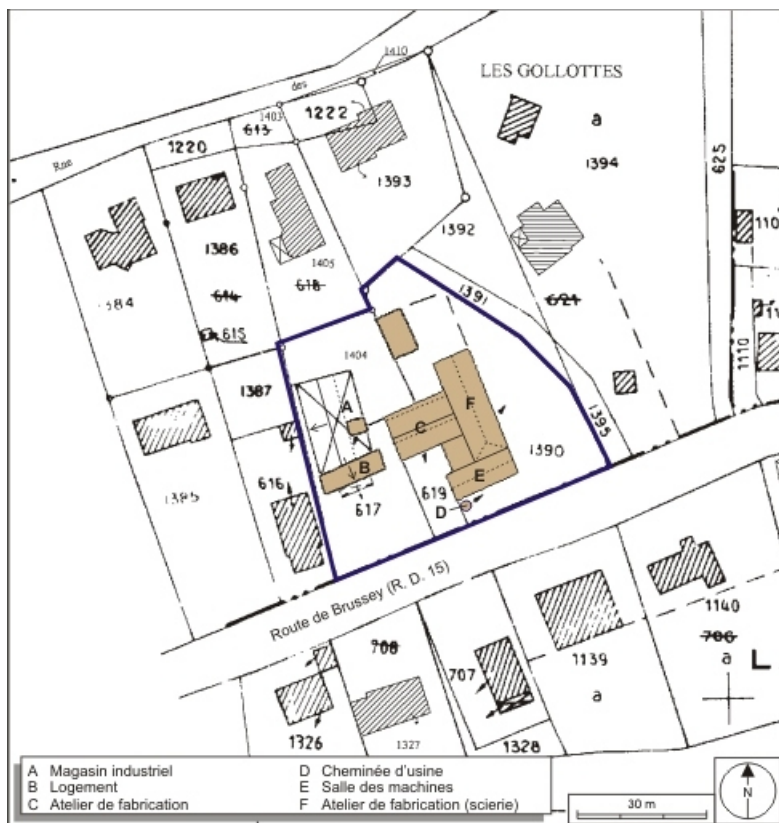 1410
des
LES GOLLOTTES
1403
1222
613
a
Rue
1220
1393
1394
625
1392
110
1386
1405
1384
614
618
1391
621
615
1404
1110
1387
A
F
C
1395
B
1390
616
E
619
1385
617
D
Route de Brussey (R. D. 15)
1140
708
706
707
1139
a
L
a
1326
1327
1328
A Magasin industriel
B Logement
C Atelier de fabrication
D Cheminée d'usine
E Salle des machines
F Atelier de fabrication (scierie)
30 m
N